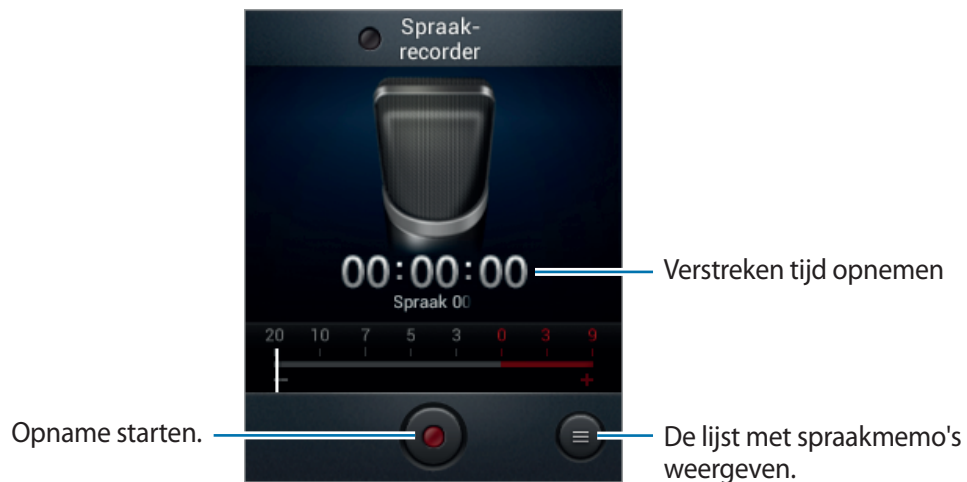 Spraak-
recorder
00:00:00
Verstreken tijd opnemen
Spraak 00
20 10 7 5 3 0 3 9
- +
Opname starten.
De lijst met spraakmemo's
weergeven.